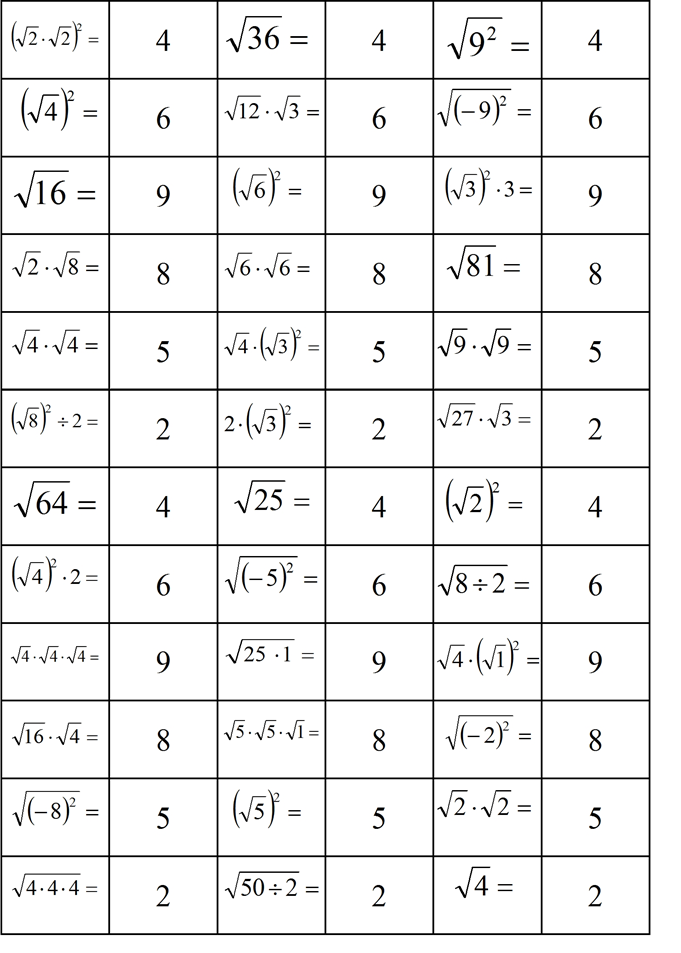 (√2·√2)² = 4 √36 = 4 √9² = 4
(√4)² = 6 √12·√3 = 6 √(−9)² = 6
√16 = 9 (√6)² = 9 (√3)²·3 = 9
√2·√8 = 8 √6·√6 = 8 √81 = 8
√4·√4 = 5 √4·(√3)² = 5 √9·√9 = 5
(√8)² ÷ 2 = 2 2·(√3)² = 2 √27·√3 = 2
√64 = 4 √25 = 4 (√2)² = 4
(√4)²·2 = 6 √(−5)² = 6 √8÷2 = 6
√4·√4·√4 = 9 √25·1 = 9 √4·(√1)² = 9
√16·√4 = 8 √5·√5·√1 = 8 √(−2)² = 8
√(−8)² = 5 (√5)² = 5 √2·√2 = 5
√4·4·4 = 2 √50÷2 = 2 √4 = 2